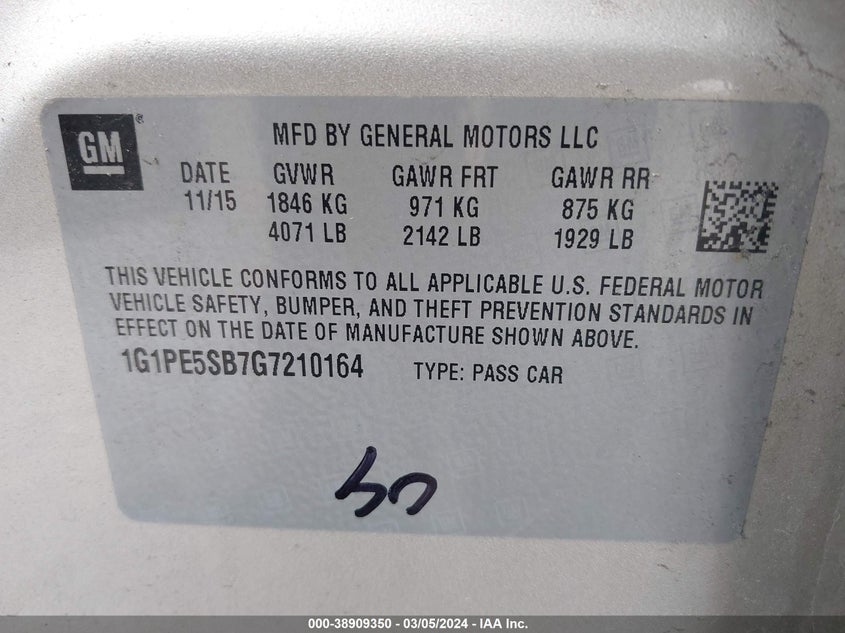 GM®
MFD BY GENERAL MOTORS LLC
DATE GVWR GAWR FRT GAWR RR
11/15 1846 KG 971 KG 875 KG
4071 LB 2142 LB 1929 LB
THIS VEHICLE CONFORMS TO ALL APPLICABLE U.S. FEDERAL MOTOR
VEHICLE SAFETY, BUMPER, AND THEFT PREVENTION STANDARDS IN
EFFECT ON THE DATE OF MANUFACTURE SHOWN ABOVE.
1G1PE5SB7G7210164 TYPE: PASS CAR
000-38909350 - 03/05/2024 - IAA Inc.